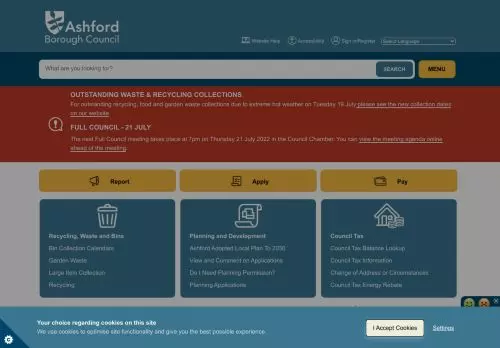 Ashford
Borough Council
Website Help
Accessibility
Sign in/Register
Select Language
What are you looking for?
SEARCH
MENU
OUTSTANDING WASTE & RECYCLING COLLECTIONS
For outstanding recycling, food and garden waste collections due to extreme hot weather on Tuesday 19 July please see the new collection dates
on our website
FULL COUNCIL - 21 JULY
The next Full Council meeting takes place at 7pm on Thursday 21 July 2022 in the Council Chamber. You can view the meeting agenda online
ahead of the meeting
Report
Apply
Pay
Recycling, Waste and Bins
Bin Collection Calendars
Garden Waste
Large Item Collection
Recycling
Planning and Development
Ashford Adopted Local Plan To 2030
View and Comment on Applications
Do I Need Planning Permission?
Planning Applications
Council Tax
Council Tax Balance Lookup
Council Tax Information
Change of Address or Circumstances
Council Tax Energy Rebate
Your choice regarding cookies on this site
We use cookies to optimise site functionality and give you the best possible experience.
I Accept Cookies
Settings